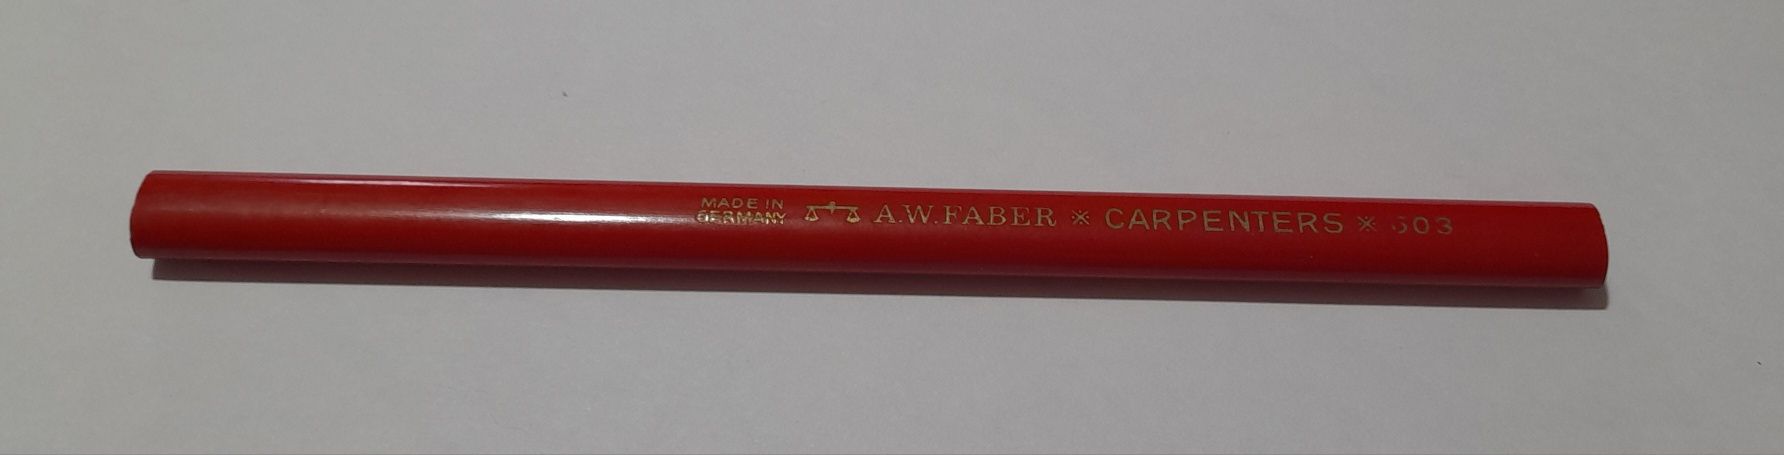 MADE IN
GERMANY
A.W.FABER ※ CARPENTERS ※